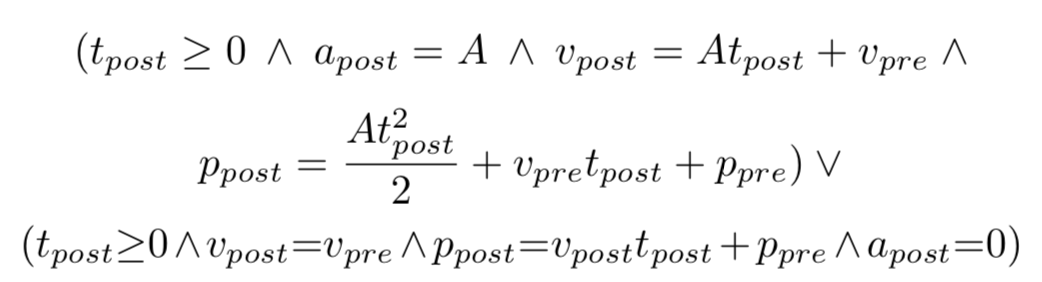 (t_{post} ≥ 0 ∧ a_{post} = A ∧ v_{post} = At_{post} + v_{pre} ∧
p_{post} = \frac{At_{post}^2}{2} + v_{pre}t_{post} + p_{pre}) ∨
(t_{post}≥0∧v_{post}=v_{pre}∧p_{post}=v_{post}t_{post}+p_{pre}∧a_{post}=0)